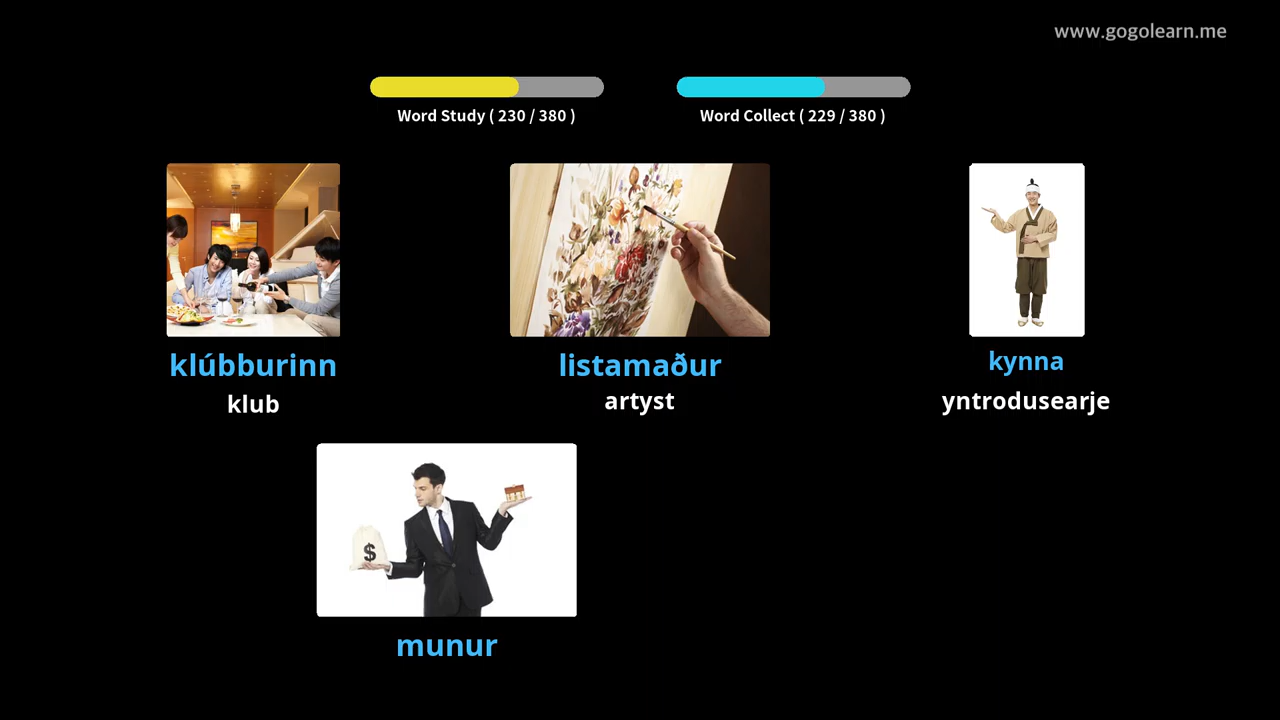 www.gogolearn.me
Word Study ( 230 / 380 )
Word Collect ( 229 / 380 )
klúbburinn
listamaður
kynna
klub
artyst
yntrodusearje
$
munur